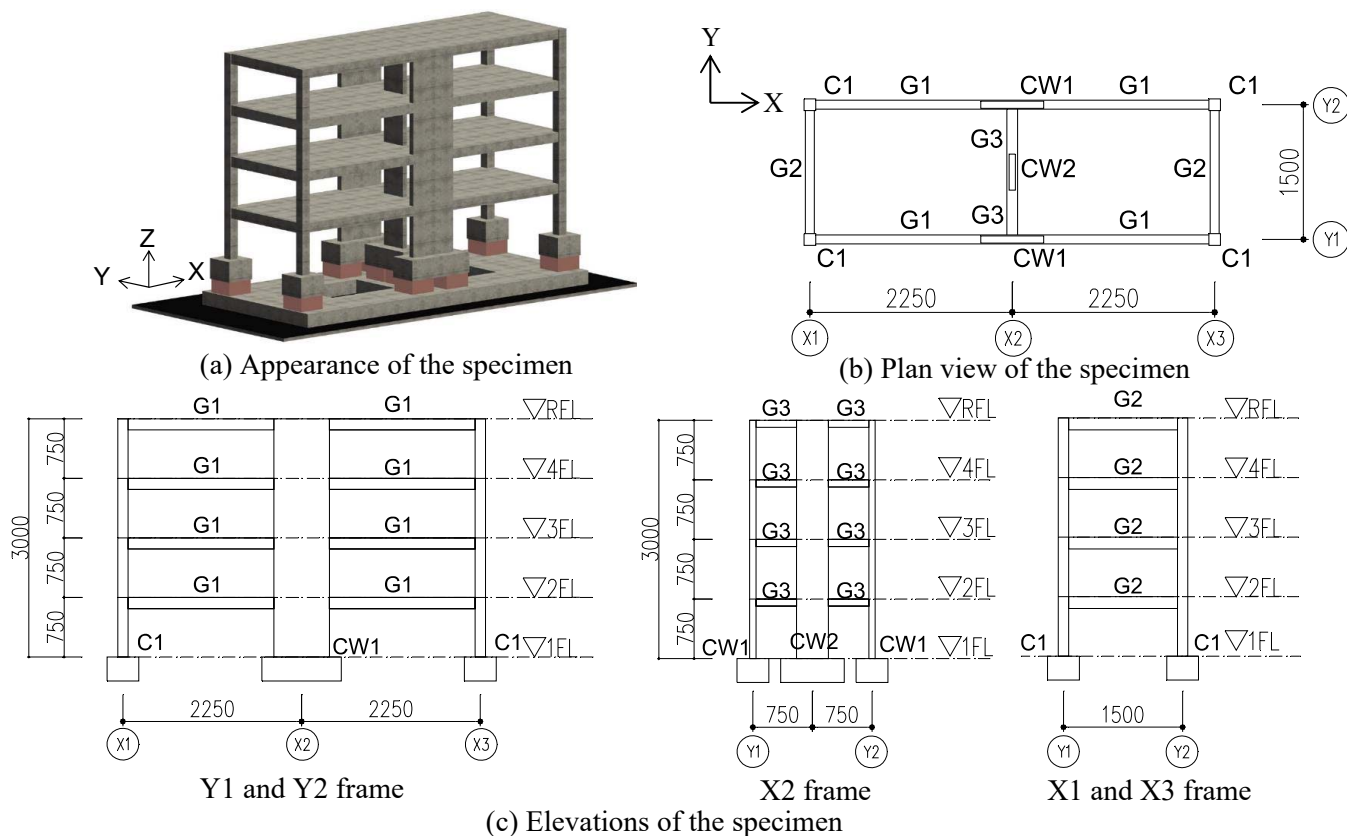 Z
Y
X
(a) Appearance of the specimen
Y
X
C1 G1 CW1 G1 C1
G2 G3 CW2 G2
G3
C1 G1 CW1 G1 C1
Y2
1500
Y1
2250 2250
X1 X2 X3
(b) Plan view of the specimen
G1 G1 ▽RFL
G1 ▽4FL
G1 ▽3FL
G1 ▽2FL
C1 CW1 C1 ▽1FL
750
750
750
750
3000
2250 2250
X1 X2 X3
Y1 and Y2 frame
G3 G3 ▽RFL
G3 G3 ▽4FL
G3 G3 ▽3FL
G3 G3 ▽2FL
CW1 CW2 CW1 ▽1FL
750
750
750
750
3000
750 750
Y1 Y2
X2 frame
G2 ▽RFL
G2 ▽4FL
G2 ▽3FL
G2 ▽2FL
C1 C1 ▽1FL
1500
Y1 Y2
X1 and X3 frame
(c) Elevations of the specimen